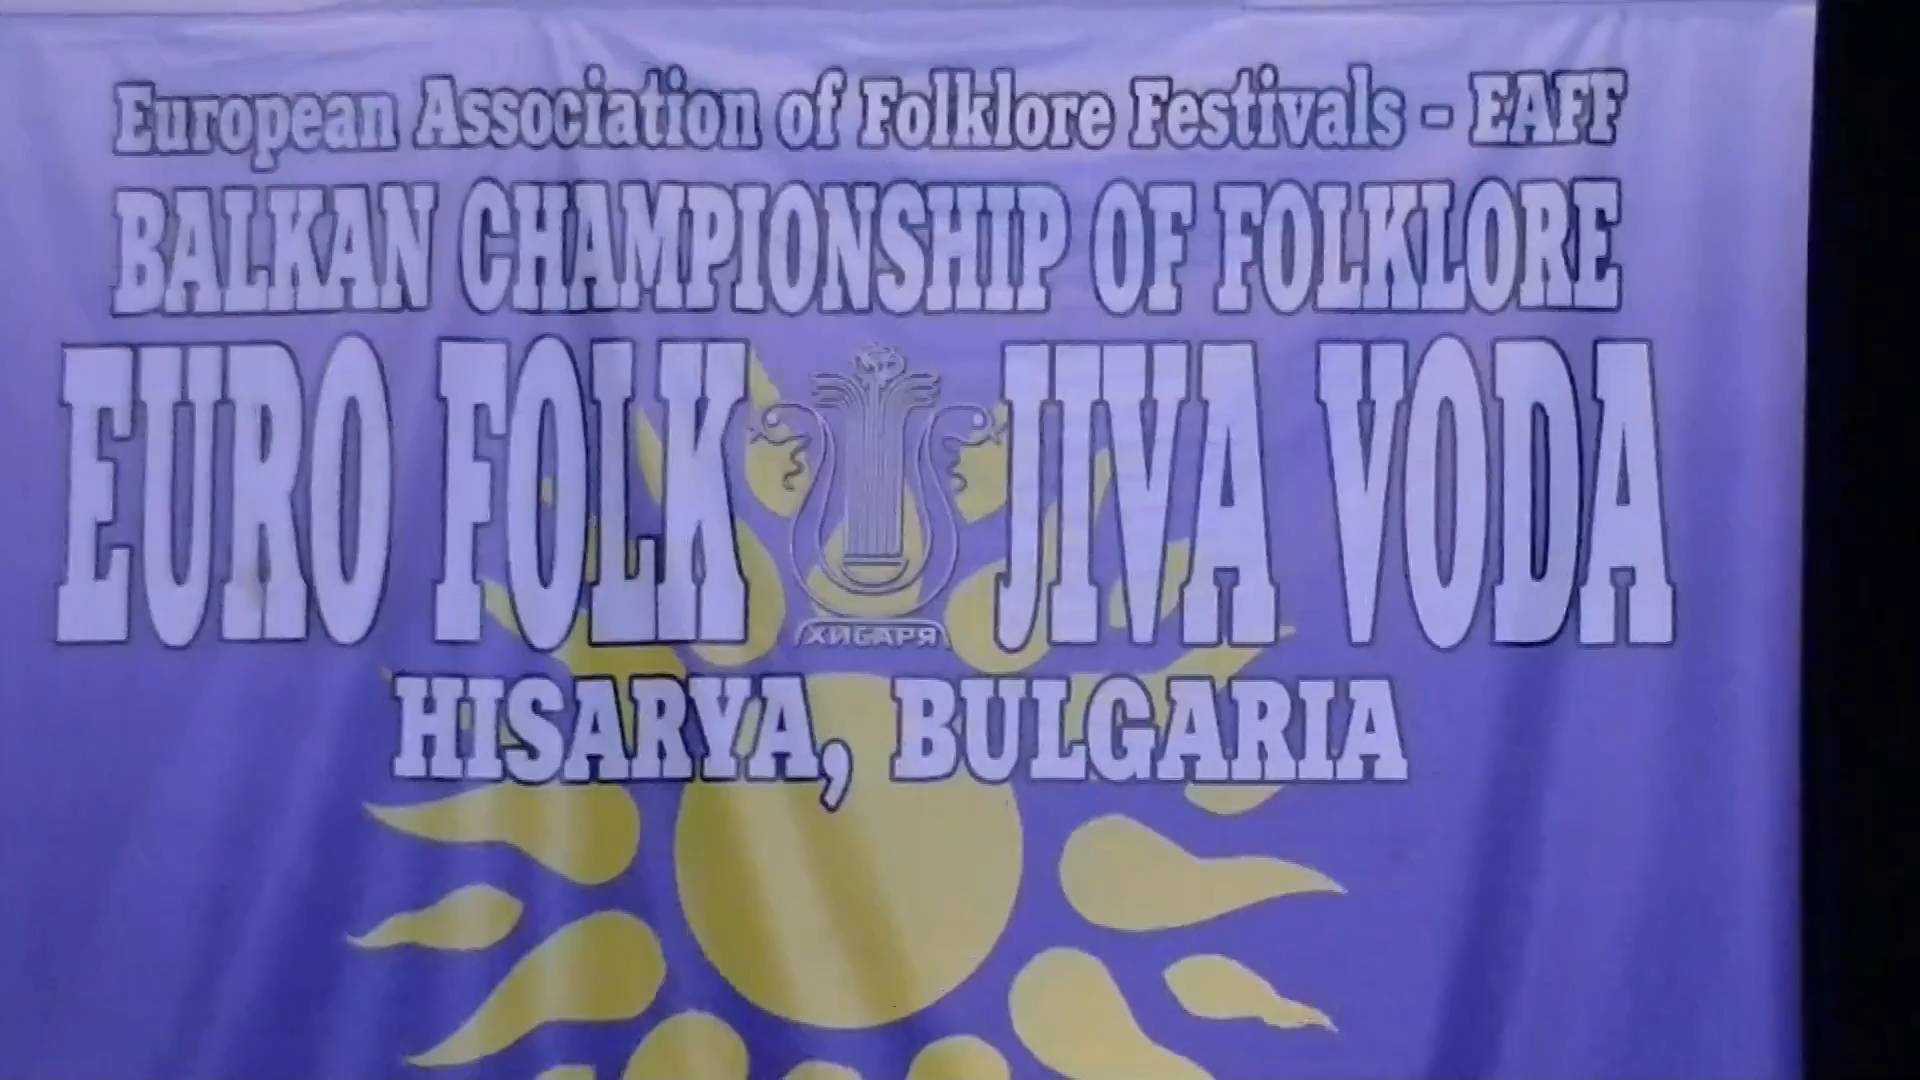 European Association of Folklore Festivals - EAFF
BALKAN CHAMPIONSHIP OF FOLKLORE
EURO FOLK JIVA VODA
ХИСАРЯ
HISARYA, BULGARIA